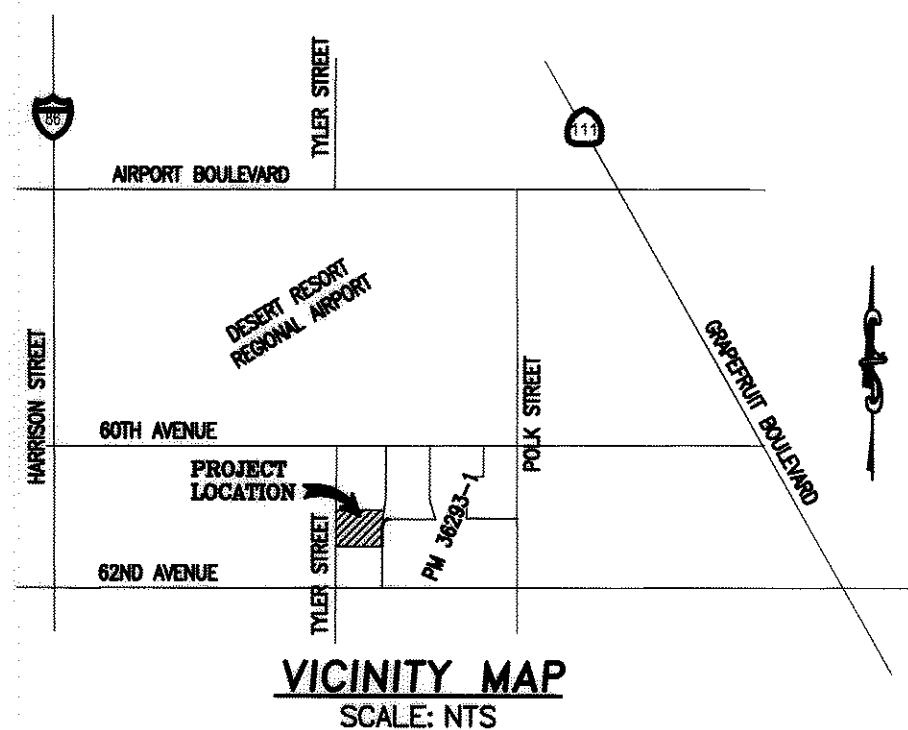 TYLER STREET
86
111
AIRPORT BOULEVARD
DESERT RESORT
REGIONAL AIRPORT
HARRISON STREET
GRAPEFRUIT BOULEVARD
POLK STREET
60TH AVENUE
PROJECT
LOCATION
PM 36293-1
TYLER STREET
62ND AVENUE
VICINITY MAP
SCALE: NTS